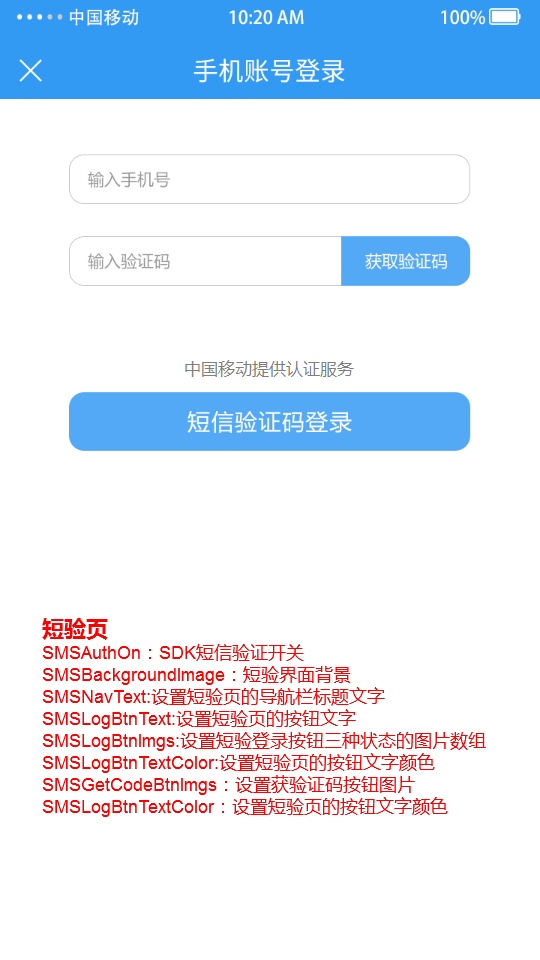 中国移动 10:20 AM 100%
手机账号登录
输入手机号
输入验证码 获取验证码
中国移动提供认证服务
短信验证码登录
短验页
SMSAuthOn：SDK短信验证开关
SMSBackgroundImage：短验界面背景
SMSNavText:设置短验页的导航栏标题文字
SMSLogBtnText:设置短验页的按钮文字
SMSLogBtnImgs:设置短验登录按钮三种状态的图片数组
SMSLogBtnTextColor:设置短验页的按钮文字颜色
SMSGetCodeBtnImgs：设置获验证码按钮图片
SMSLogBtnTextColor：设置短验页的按钮文字颜色